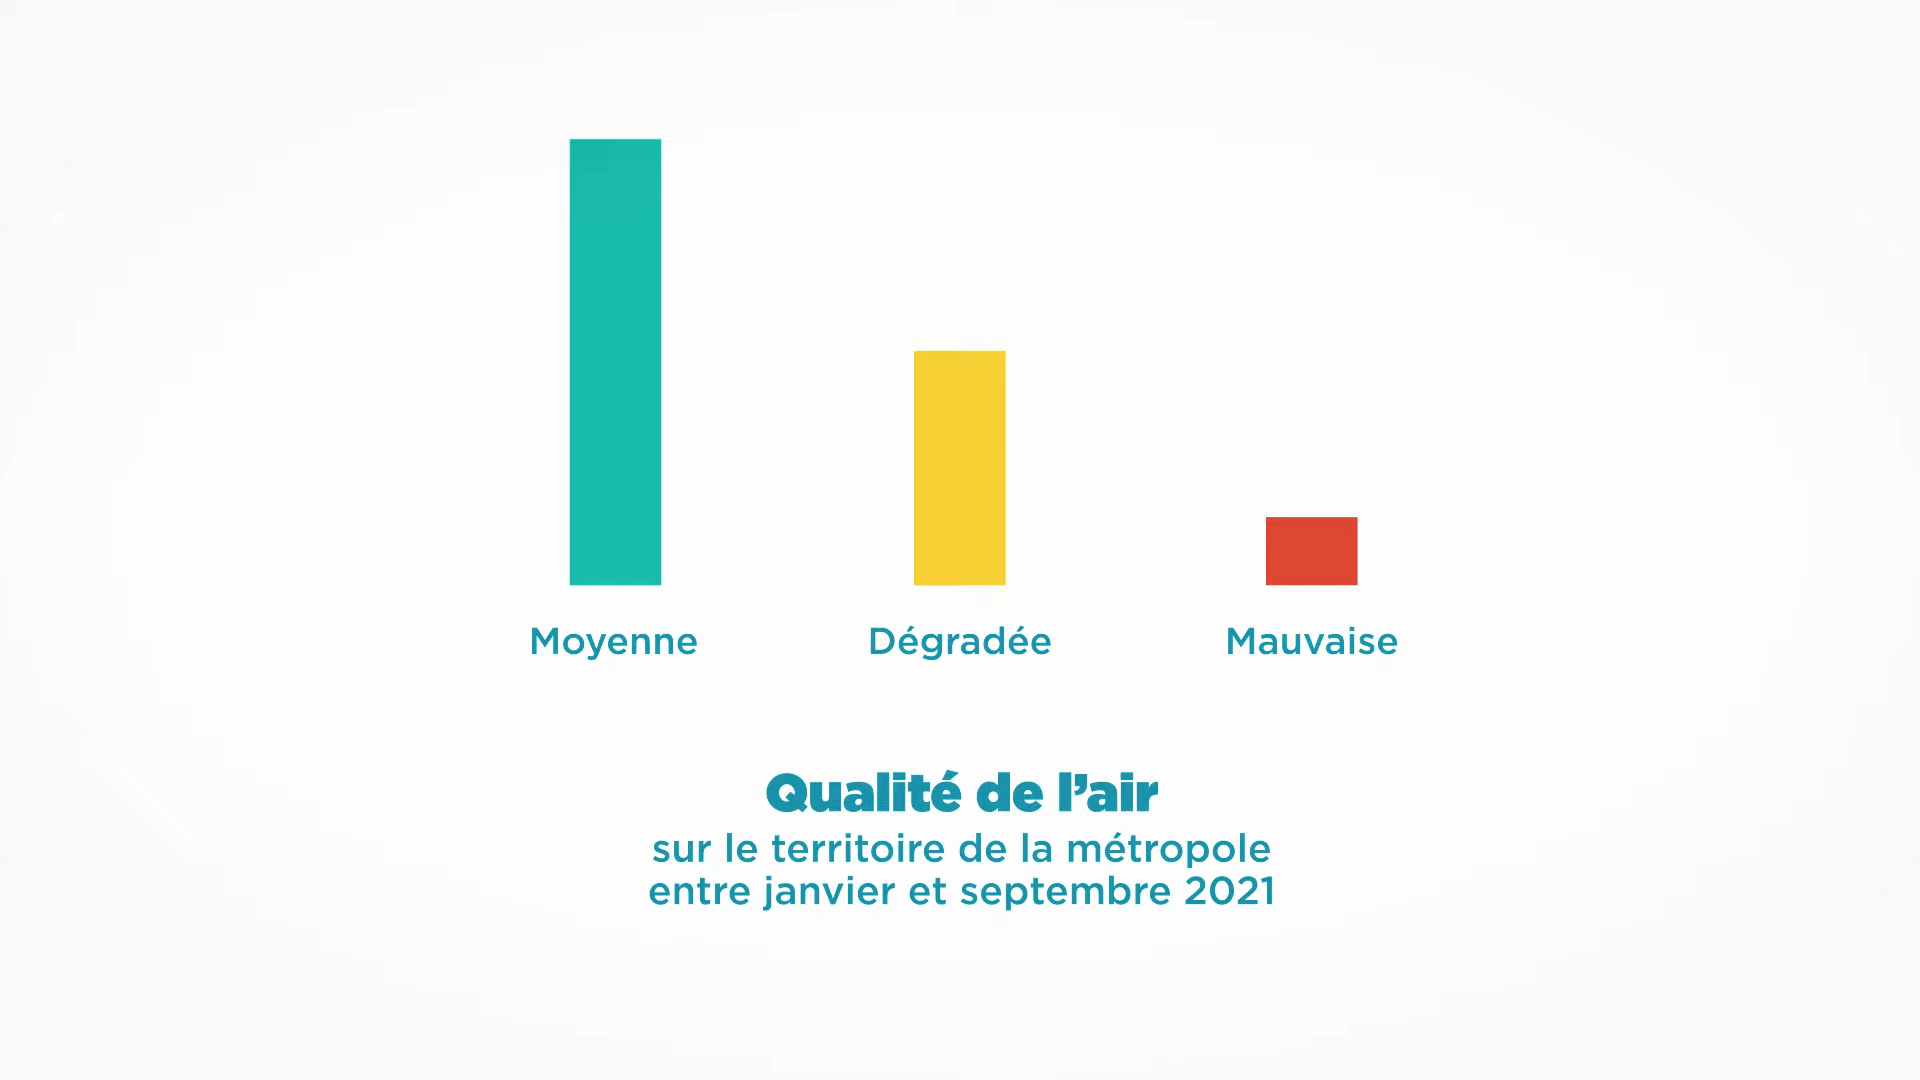 Moyenne
Dégradée
Mauvaise
Qualité de l’air
sur le territoire de la métropole
entre janvier et septembre 2021